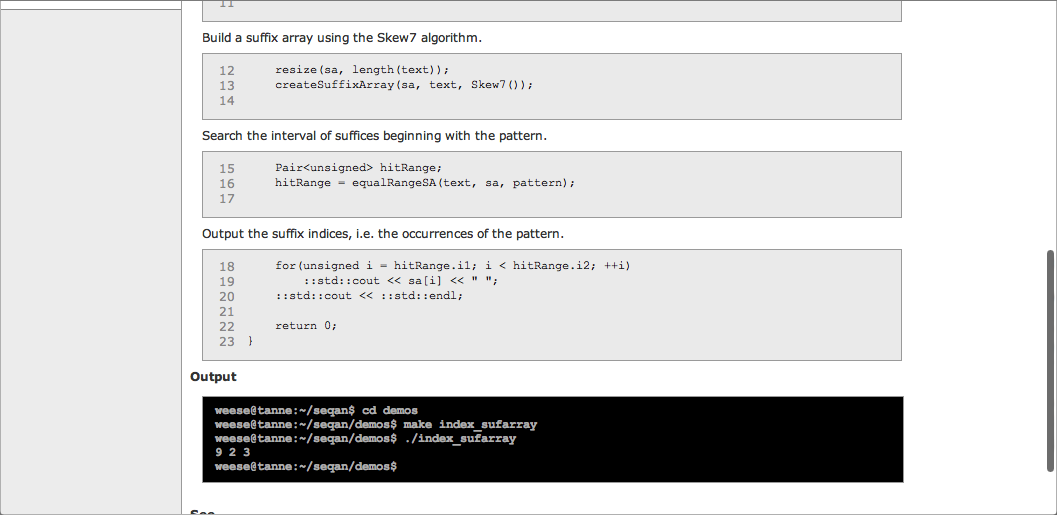 11
Build a suffix array using the Skew7 algorithm.
12 resize(sa, length(text));
13 createSuffixArray(sa, text, Skew7());
14
Search the interval of suffices beginning with the pattern.
15 Pair<unsigned> hitRange;
16 hitRange = equalRangeSA(text, sa, pattern);
17
Output the suffix indices, i.e. the occurrences of the pattern.
18 for(unsigned i = hitRange.i1; i < hitRange.i2; ++i)
19 ::std::cout << sa[i] << " ";
20 ::std::cout << ::std::endl;
21
22 return 0;
23 }
Output
weese@tanne:~/seqan$ cd demos
weese@tanne:~/seqan/demos$ make index_sufarray
weese@tanne:~/seqan/demos$ ./index_sufarray
9 2 3
weese@tanne:~/seqan/demos$
See